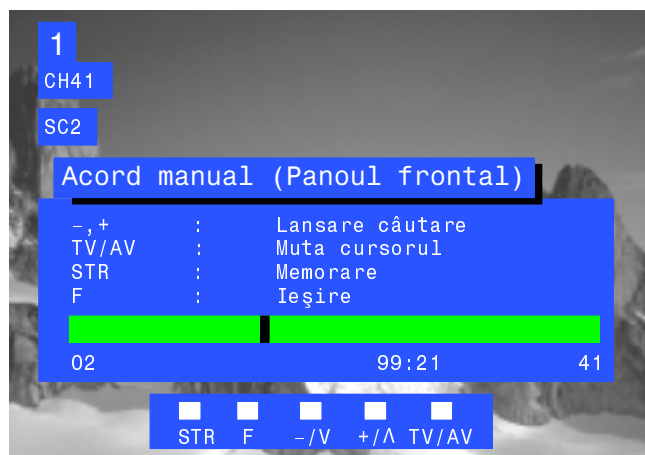 1
CH41
SC2
Acord manual (Panoul frontal)
–,+ : Lansare câutare
TV/AV : Muta cursorul
STR : Memorare
F : Ieşire
02 99:21 41
STR F –/V +/Λ TV/AV